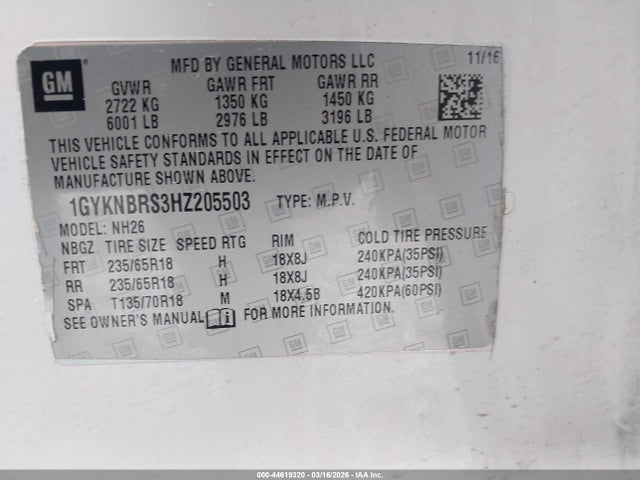 GM
MFD BY GENERAL MOTORS LLC 11/16
GVWR GAWR FRT GAWR RR
2722 KG 1350 KG 1450 KG
6001 LB 2976 LB 3196 LB
THIS VEHICLE CONFORMS TO ALL APPLICABLE U.S. FEDERAL MOTOR
VEHICLE SAFETY STANDARDS IN EFFECT ON THE DATE OF
MANUFACTURE SHOWN ABOVE.
1GYKNBRS3HZ205503 TYPE: M.P.V.
MODEL: NH26
NBGZ TIRE SIZE SPEED RTG RIM COLD TIRE PRESSURE
FRT 235/65R18 H 18X8J 240KPA(35PSI)
RR 235/65R18 H 18X8J 240KPA(35PSI)
SPA T135/70R18 M 18X4.5B 420KPA(60PSI)
SEE OWNER'S MANUAL FOR MORE INFORMATION.
000-44619320 - 03/16/2026 - IAA Inc.